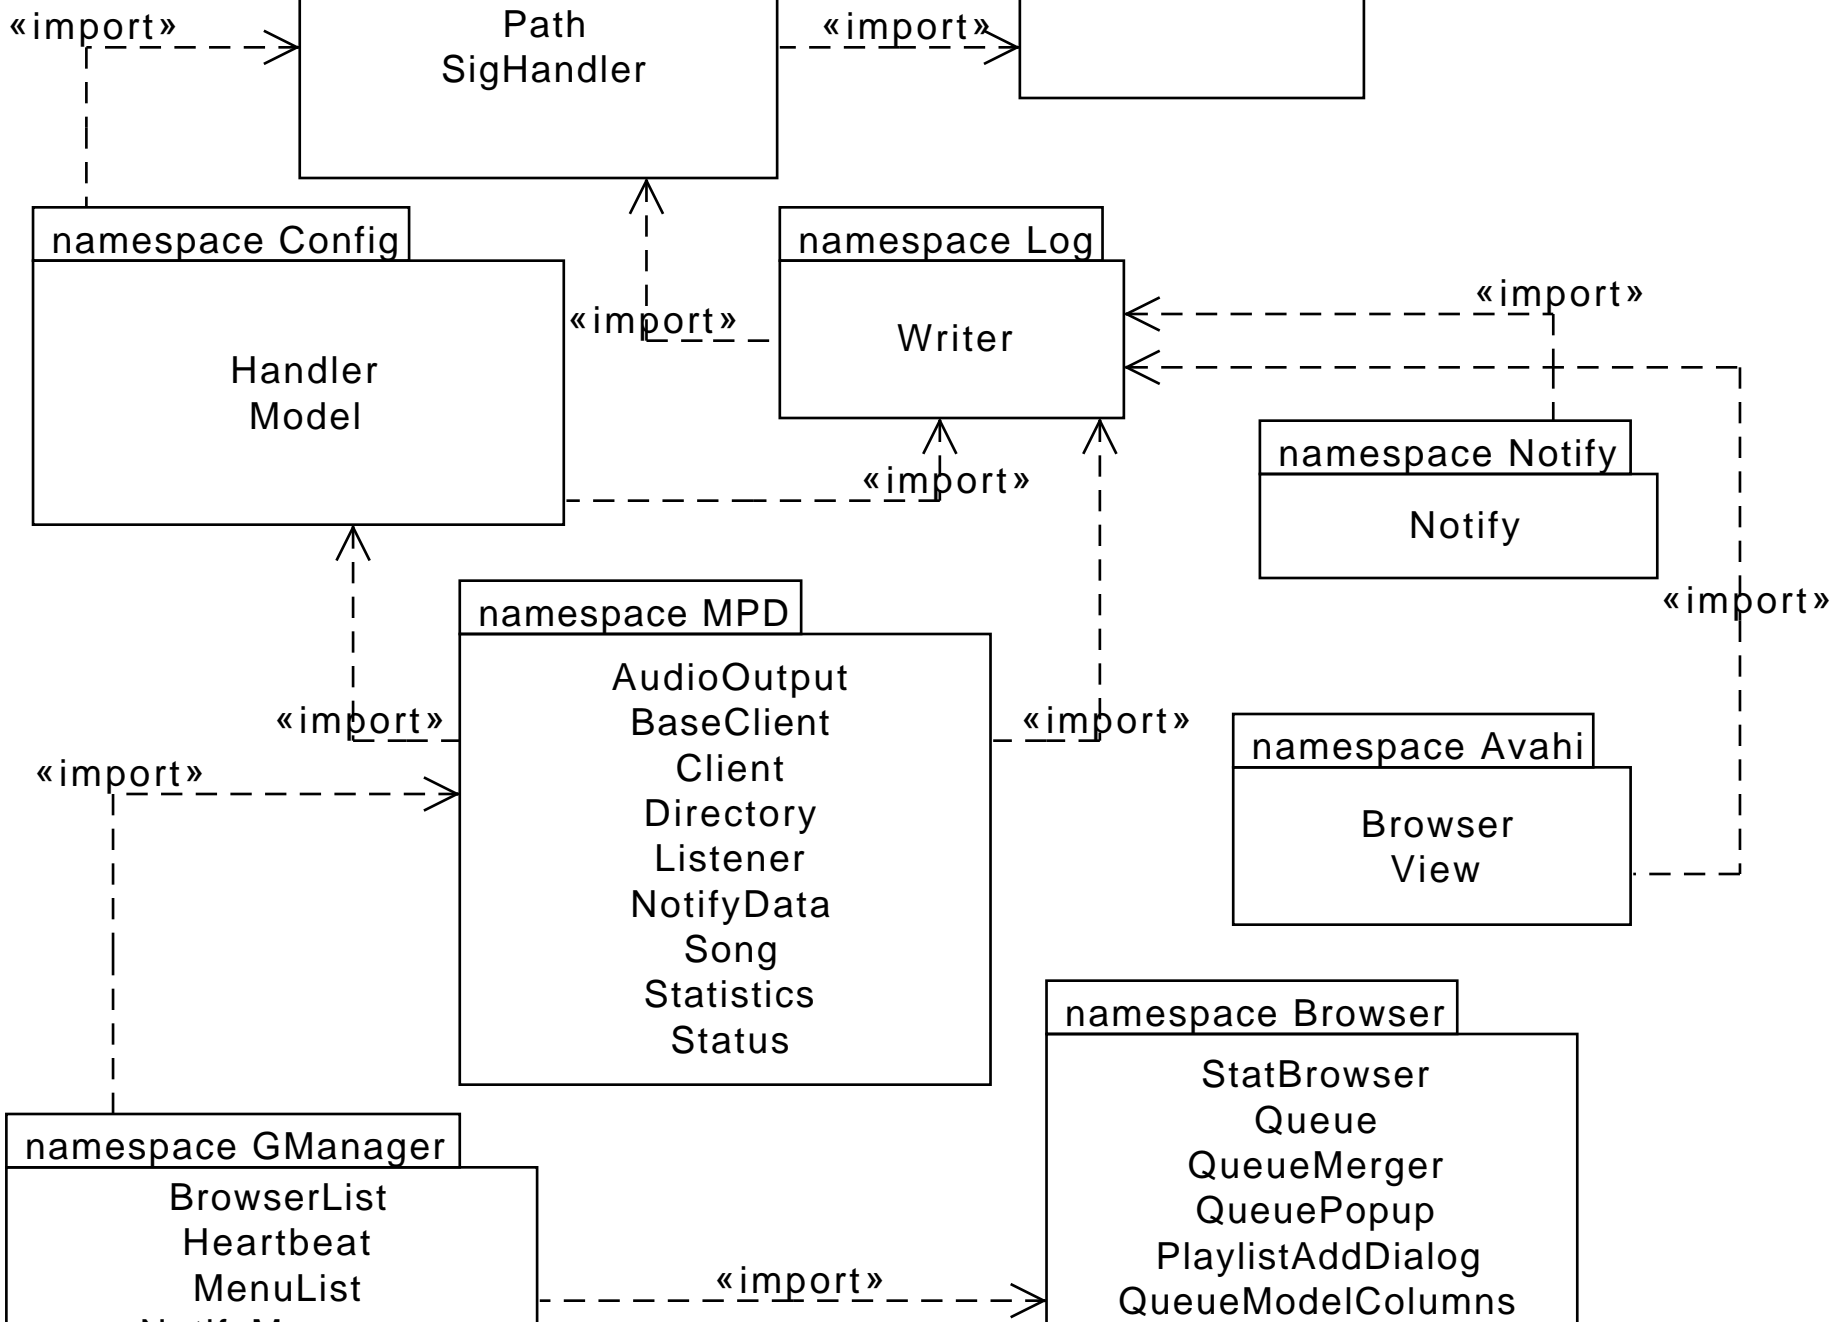 «import»
Path
SigHandler
«import»
namespace Config
Handler
Model
«import»
namespace Log
Writer
«import»
«import»
namespace Notify
Notify
«import»
namespace MPD
AudioOutput
BaseClient
Client
Directory
Listener
NotifyData
Song
Statistics
Status
«import»
«import»
«import»
namespace Avahi
Browser
View
namespace Browser
StatBrowser
Queue
QueueMerger
QueuePopup
PlaylistAddDialog
QueueModelColumns
namespace GManager
BrowserList
Heartbeat
MenuList
«import»